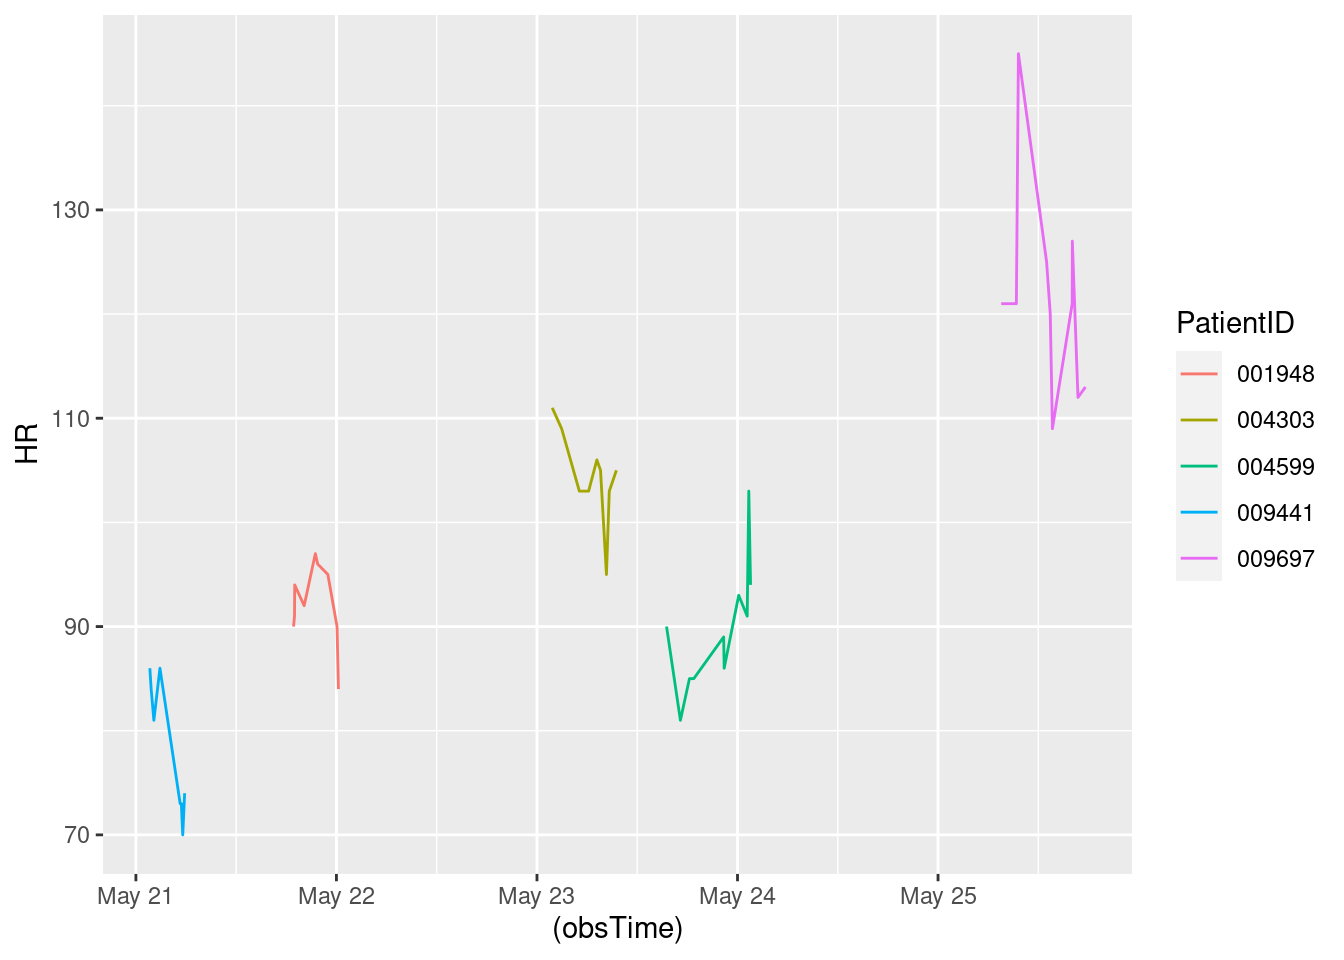 130
110
90
70
HR
May 21
May 22
May 23
May 24
May 25
(obsTime)
PatientID
001948
004303
004599
009441
009697